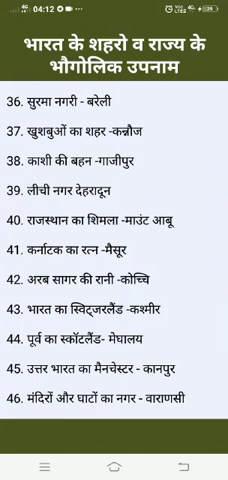 04:12
भारत के शहरो व राज्य के
भौगोलिक उपनाम
36. सुरमा नगरी - बरेली
37. खुशबुओं का शहर -कन्नौज
38. काशी की बहन -गाजीपुर
39. लीची नगर देहरादून
40. राजस्थान का शिमला -माउंट आबू
41. कर्नाटक का रत्न -मैसूर
42. अरब सागर की रानी -कोच्चि
43. भारत का स्विट्जरलैंड -कश्मीर
44. पूर्व का स्कॉटलैंड- मेघालय
45. उत्तर भारत का मैनचेस्टर - कानपुर
46. मंदिरों और घाटों का नगर - वाराणसी